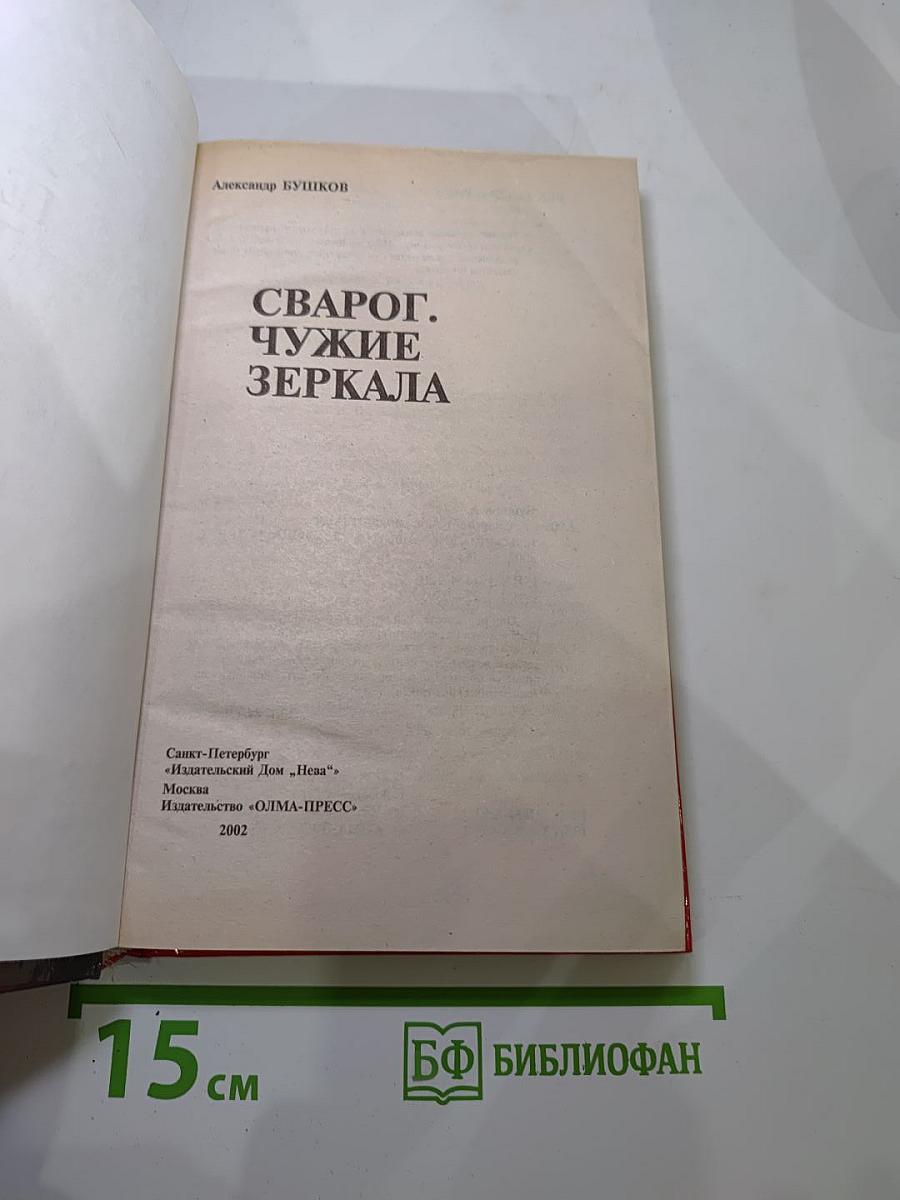 Александр БУШКОВ
СВАРОГ.
ЧУЖИЕ
ЗЕРКАЛА
Санкт-Петербург
«Издательский Дом „Нева“»
Москва
Издательство «ОЛМА-ПРЕСС»
2002
15 см
БФ БИБЛИОФАН